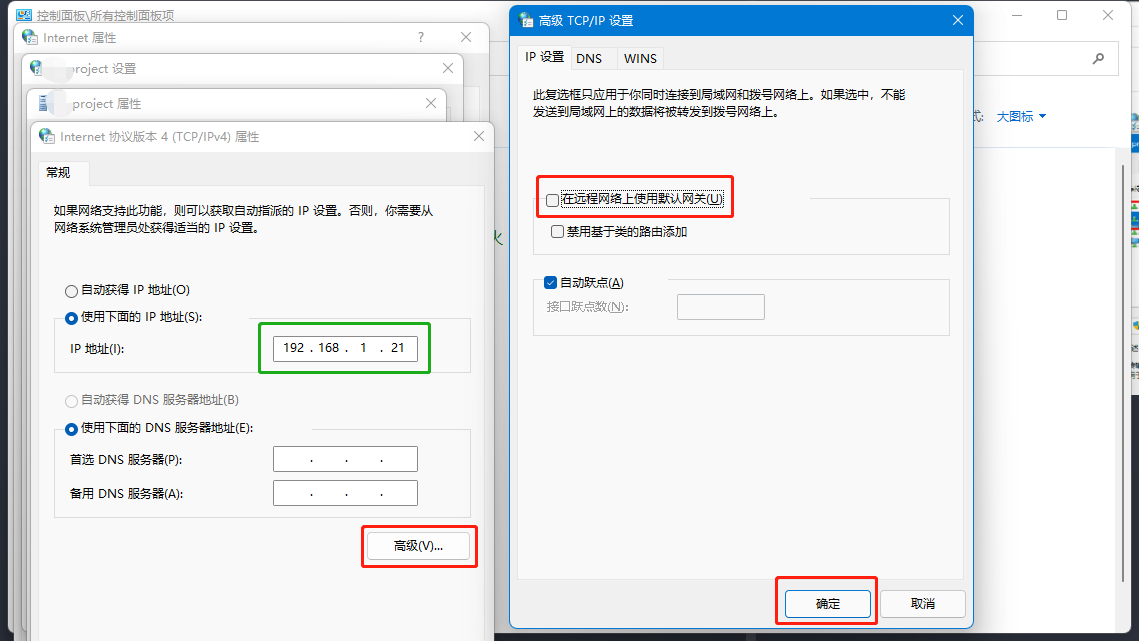 控制面板\所有控制面板项
Internet 属性
?
project 设置
project 属性
Internet 协议版本 4 (TCP/IPv4) 属性
常规
如果网络支持此功能，则可以获取自动指派的 IP 设置。否则，你需要从
网络系统管理员处获得适当的 IP 设置。
自动获得 IP 地址(O)
使用下面的 IP 地址(S):
IP 地址(I):
192 . 168 . 1 . 21
自动获得 DNS 服务器地址(B)
使用下面的 DNS 服务器地址(E):
首选 DNS 服务器(P):
. . .
备用 DNS 服务器(A):
. . .
高级(V)...
高级 TCP/IP 设置
IP 设置
DNS
WINS
此复选框只应用于你同时连接到局域网和拨号网络上。如果选中，不能
发送到局域网上的数据将被转发到拨号网络上。
在远程网络上使用默认网关(U)
禁用基于类的路由添加
自动跃点(A)
接口跃点数(N):
确定
取消
大图标